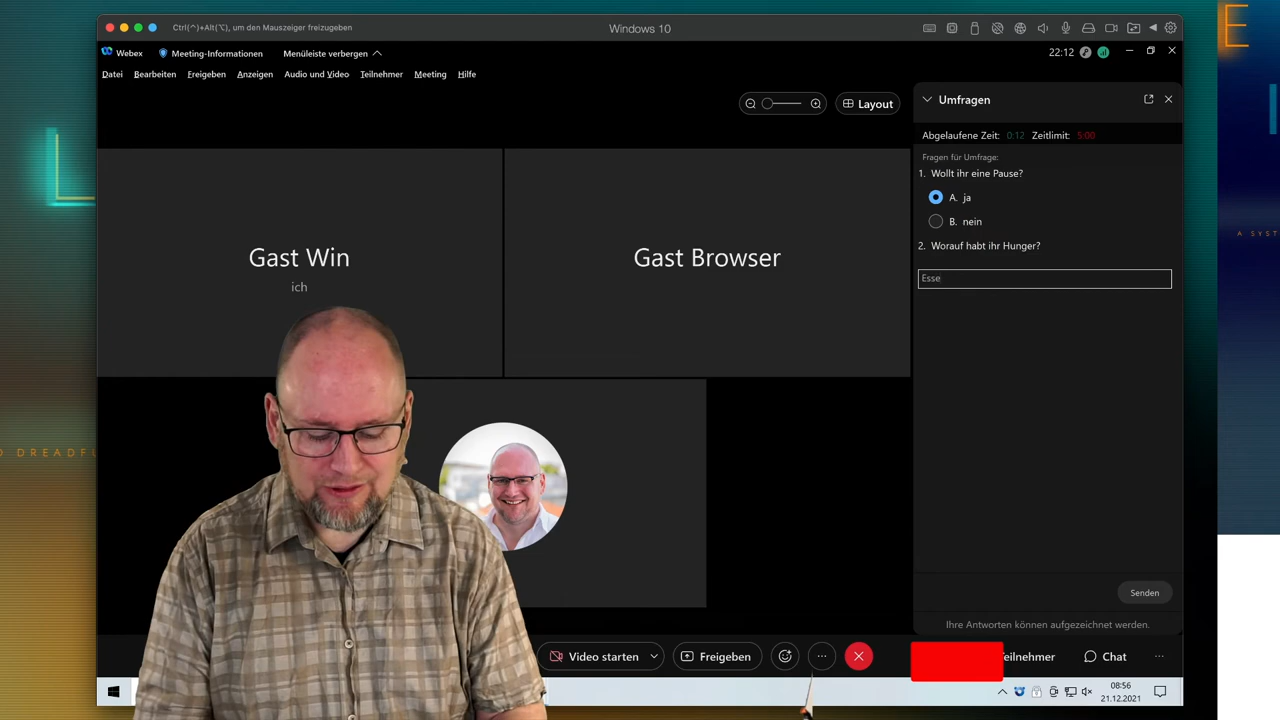 Ctrl(^)+Alt(⌥), um den Mauszeiger freizugeben
Windows 10
Webex
Meeting-Informationen
Menüleiste verbergen
22:12
Datei Bearbeiten Freigeben Anzeigen Audio und Video Teilnehmer Meeting Hilfe
Layout
Umfragen
Abgelaufene Zeit: 0:12 Zeitlimit: 5:00
Fragen für Umfrage:
1. Wollt ihr eine Pause?
A. ja
B. nein
2. Worauf habt ihr Hunger?
Esse
Gast Win
ich
Gast Browser
Senden
Ihre Antworten können aufgezeichnet werden.
Video starten
Freigeben
eilnehmer
Chat
08:56
21.12.2021
L
E
A SYST
O DREADFU